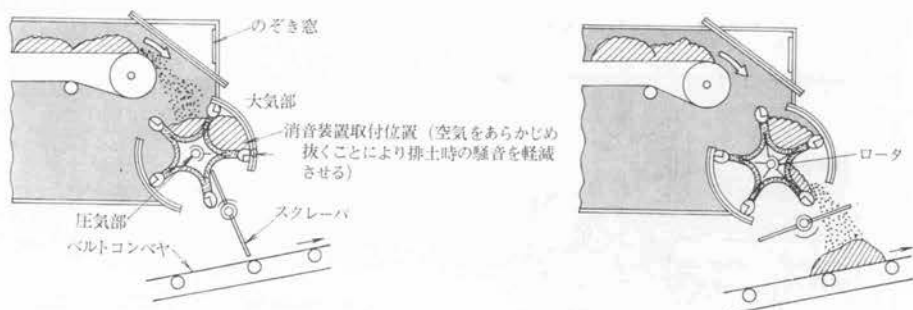 のぞき窓
大気部
消音装置取付位置（空気をあらかじめ
抜くことにより排土時の騒音を軽減
させる）
圧気部
スクレーパ
ベルトコンベヤ
ロータ